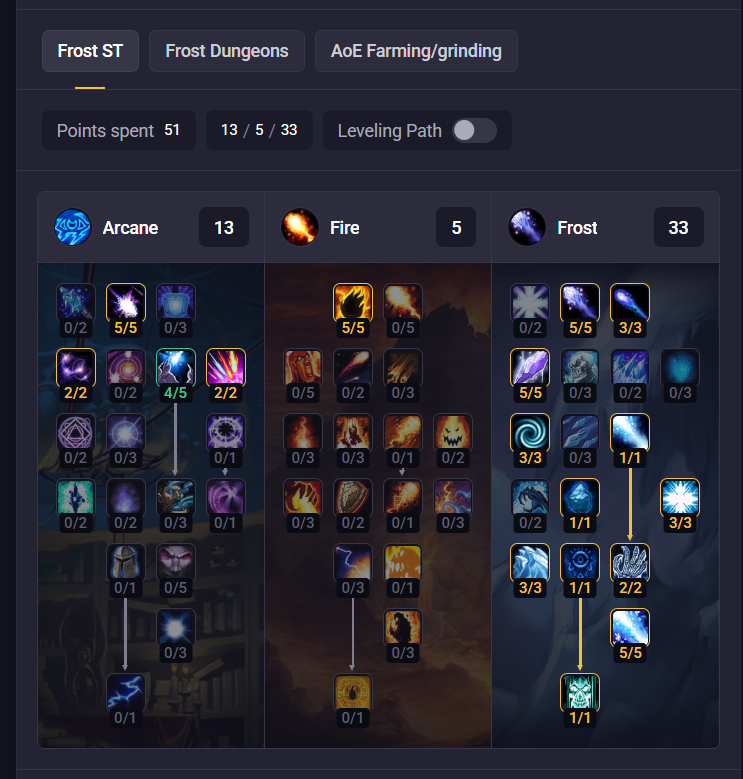 Frost ST Frost Dungeons AoE Farming/grinding
Points spent 51 13 / 5 / 33 Leveling Path
Arcane 13 Fire 5 Frost 33
0/2 5/5 0/3 5/5 0/5 0/2 5/5 3/3
2/2 0/2 4/5 2/2 0/5 0/2 0/3 5/5 0/3 0/2 0/3
0/2 0/3 0/1 0/3 0/3 0/1 0/2 3/3 0/3 1/1
0/2 0/2 0/3 0/1 0/3 0/2 0/1 0/3 0/2 1/1 3/3
0/1 0/5 0/3 0/1 3/3 1/1 2/2
0/3 0/3 5/5
0/1 0/1 1/1